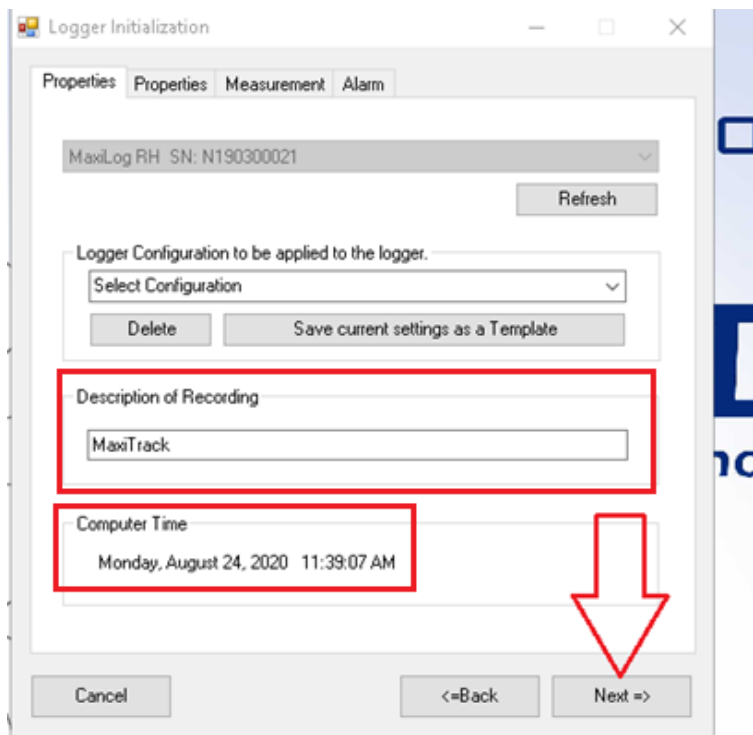 Logger Initialization
Properties Properties Measurement Alarm
MaxiLog RH SN: N190300021
Refresh
Logger Configuration to be applied to the logger.
Select Configuration
Delete Save current settings as a Template
Description of Recording
MaxiTrack
Computer Time
Monday, August 24, 2020 11:39:07 AM
Cancel <=Back Next =>